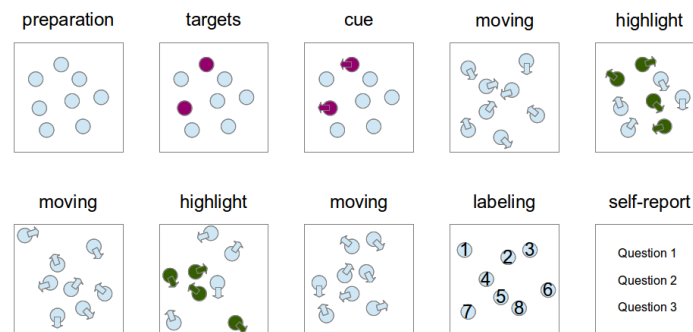 preparation
targets
cue
moving
highlight
moving
highlight
moving
labeling
1
2
3
4
5
6
7
8
self-report
Question 1
Question 2
Question 3